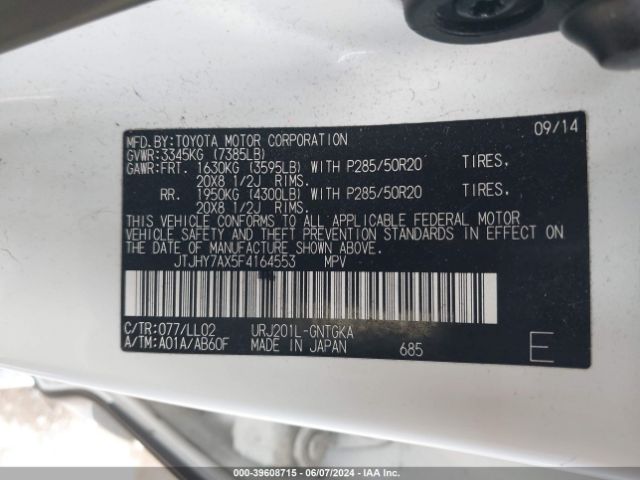 MFD.BY:TOYOTA MOTOR CORPORATION 09/14
GVWR:3345KG (7385LB)
GAWR:FRT. 1630KG (3595LB) WITH P285/50R20 TIRES,
20X8 1/2J RIMS.
RR. 1950KG (4300LB) WITH P285/50R20 TIRES,
20X8 1/2J RIMS.
THIS VEHICLE CONFORMS TO ALL APPLICABLE FEDERAL MOTOR
VEHICLE SAFETY AND THEFT PREVENTION STANDARDS IN EFFECT ON
THE DATE OF MANUFACTURE SHOWN ABOVE.
JTJHY7AX5F4164553 MPV
C/TR:077/LL02 URJ201L-GNTGKA
A/TM:A01A/AB60F MADE IN JAPAN 685 E
000-39608715 - 06/07/2024 - IAA Inc.